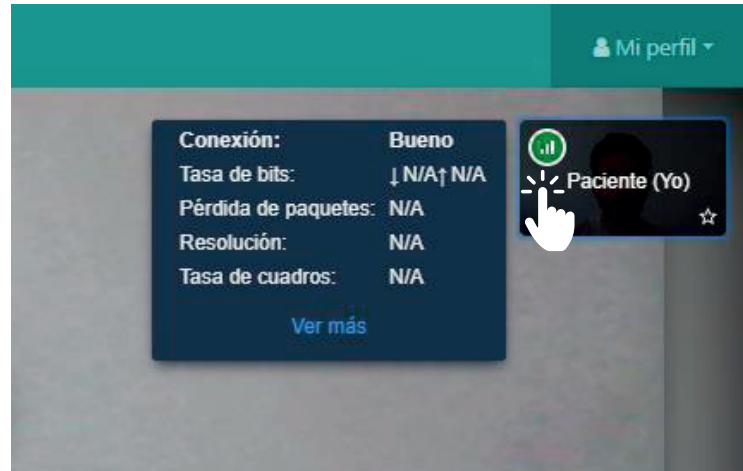 Mi perfil
Conexión: Bueno
Tasa de bits: ↓N/A↑N/A
Pérdida de paquetes: N/A
Resolución: N/A
Tasa de cuadros: N/A
Ver más
Paciente (Yo)